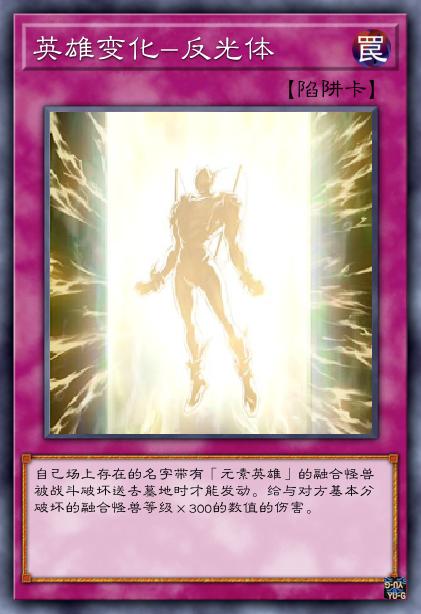 英雄变化-反光体
罠
【陷阱卡】
自己场上存在的名字带有「元素英雄」的融合怪兽
被战斗破坏送去墓地时才能发动。给与对方基本分
破坏的融合怪兽等级×300的数值的伤害。
YU-G